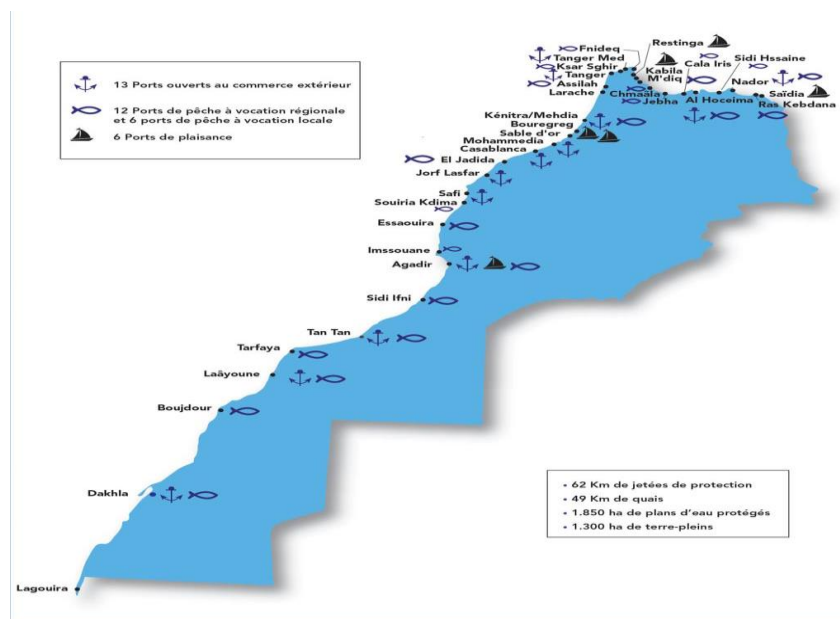 13 Ports ouverts au commerce extérieur
12 Ports de pêche à vocation régionale
et 6 ports de pêche à vocation locale
6 Ports de plaisance
Restinga
Fnideq
Tanger Med
Ksar Sghir
Tanger
Assilah
Larache
Kabila
M'diq
Cala Iris
Sidi Hssaine
Nador
Chmaala
Jebha
Al Hoceima
Saïdia
Ras Kebdana
Kénitra/Mehdia
Bouregreg
Sable d'or
Mohammedia
Casablanca
El Jadida
Jorf Lasfar
Safi
Souiria Kdima
Essaouira
Imssouane
Agadir
Sidi Ifni
Tan Tan
Tarfaya
Laâyoune
Boujdour
Dakhla
Lagouira
• 62 Km de jetées de protection
• 49 Km de quais
• 1.850 ha de plans d'eau protégés
• 1.300 ha de terre-pleins